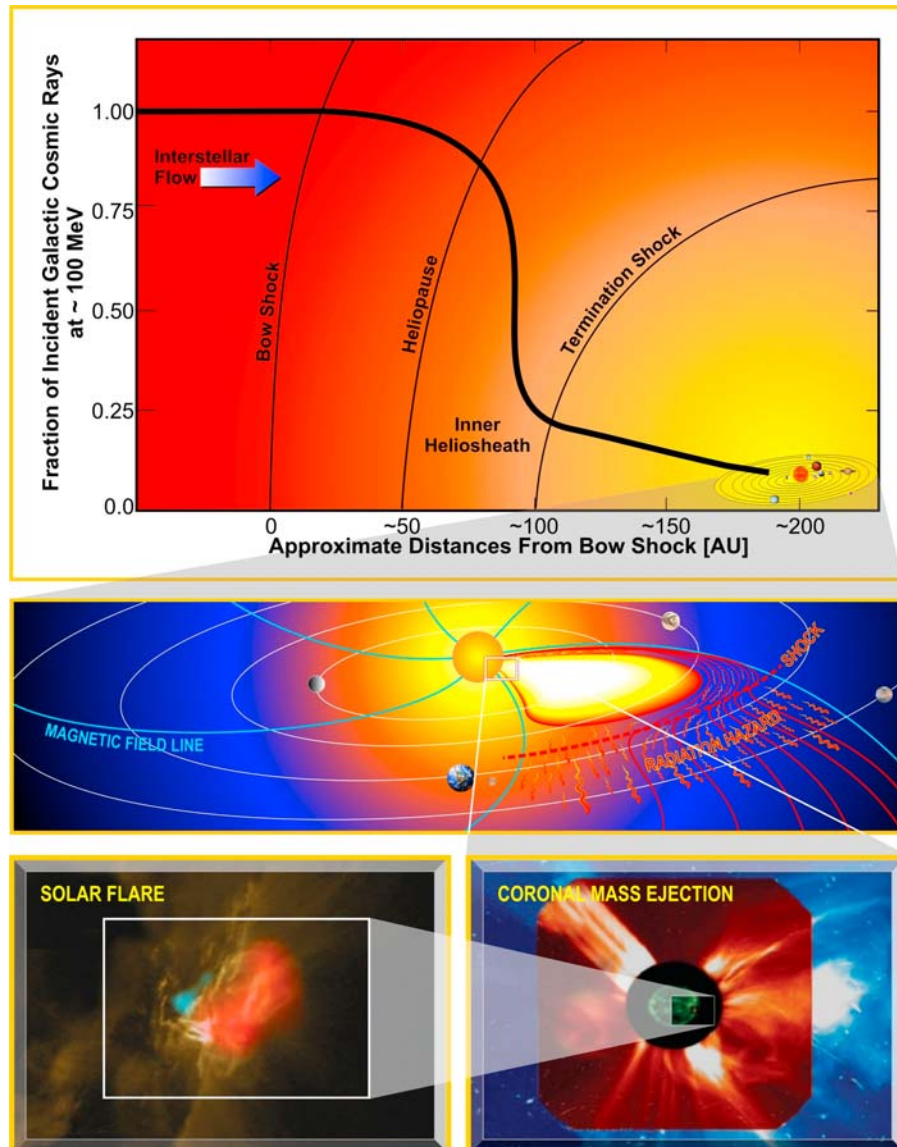 Fraction of Incident Galactic Cosmic Rays
at ~ 100 MeV
1.00
0.75
0.50
0.25
0.0
Interstellar
Flow
Bow Shock
Heliopause
Termination Shock
Inner
Heliosheath
0
~50
~100
~150
~200
Approximate Distances From Bow Shock [AU]
MAGNETIC FIELD LINE
SHOCK
RADIATION HAZARD
SOLAR FLARE
CORONAL MASS EJECTION